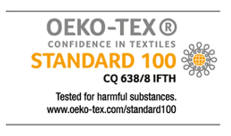 OEKO-TEX®
CONFIDENCE IN TEXTILES
STANDARD 100
CQ 638/8 IFTH
Tested for harmful substances.
www.oeko-tex.com/standard100